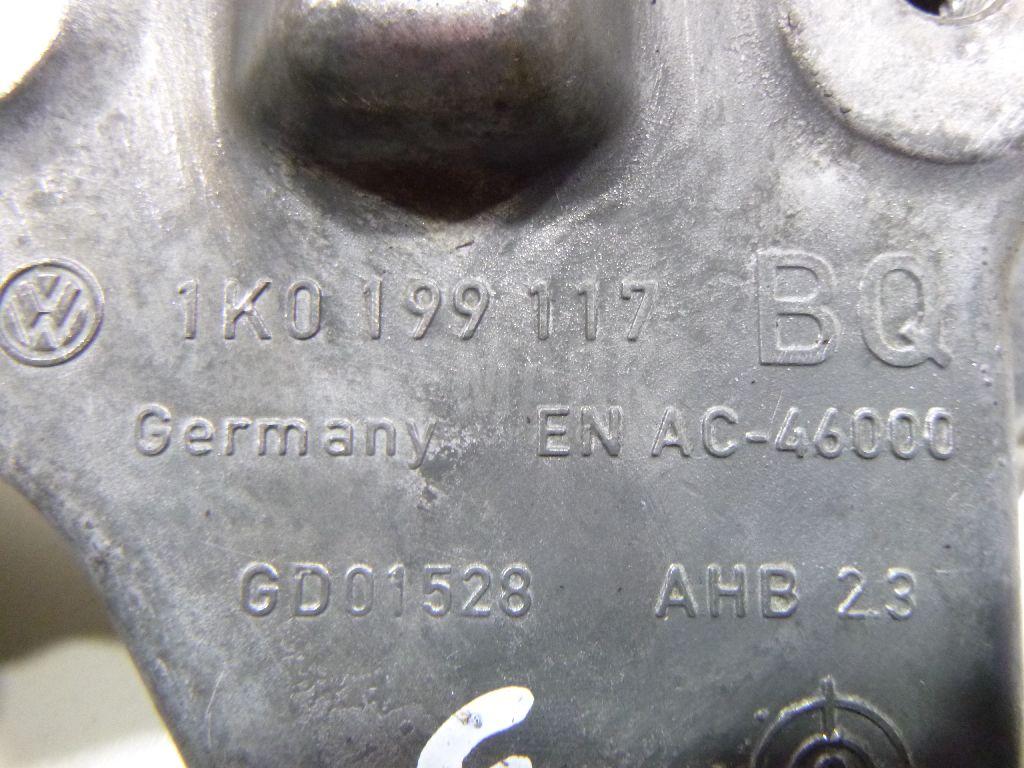 VW 1K0 199 117 BQ
Germany EN AC-46000
GD01528 AHB 2.3